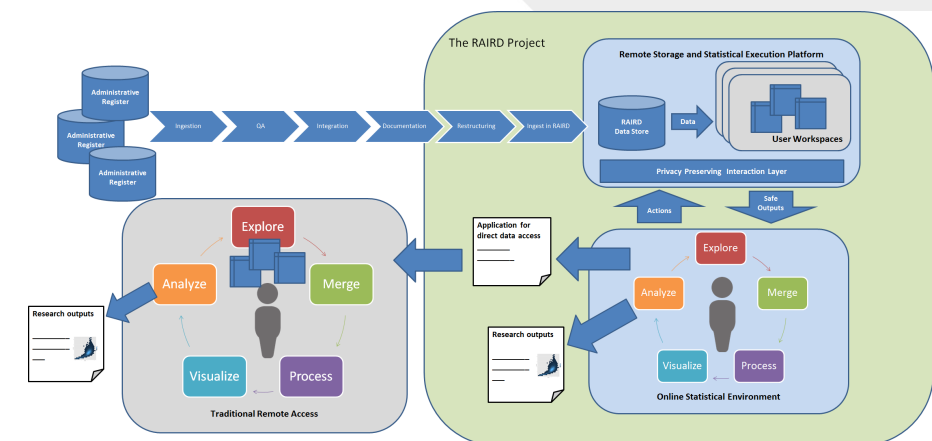 The RAIRD Project
Remote Storage and Statistical Execution Platform
Administrative
Register
Administrative
Register
Administrative
Register
Ingestion
QA
Integration
Documentation
Restructuring
Ingest in RAIRD
RAIRD
Data Store
Data
User Workspaces
Privacy Preserving Interaction Layer
Actions
Safe
Outputs
Application for
direct data access
Explore
Merge
Process
Visualize
Analyze
Traditional Remote Access
Research outputs
Research outputs
Explore
Merge
Process
Visualize
Analyze
Online Statistical Environment